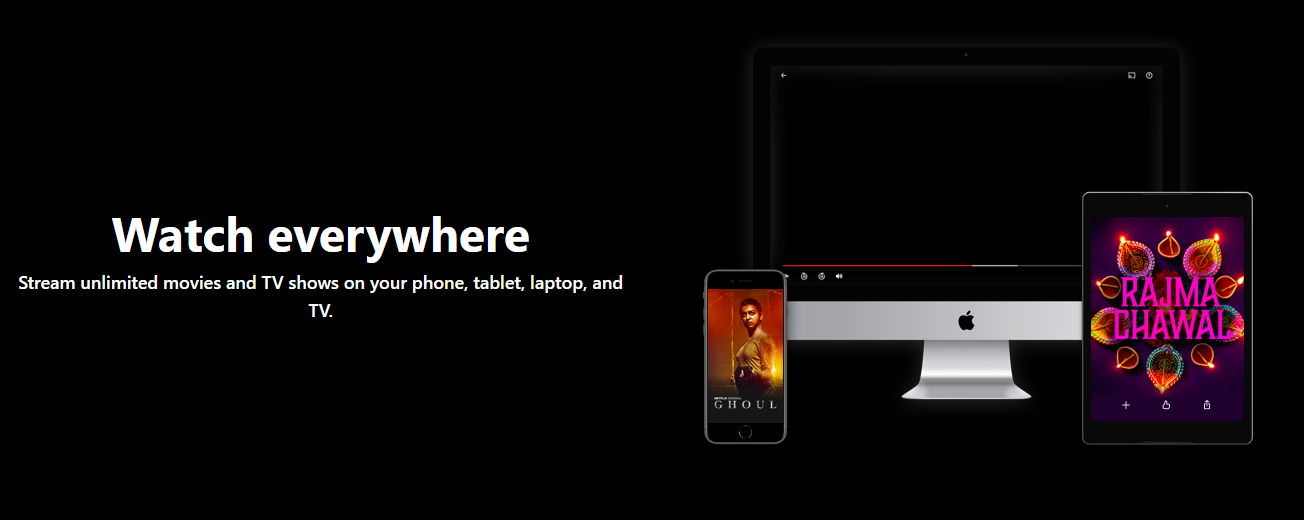 Watch everywhere
Stream unlimited movies and TV shows on your phone, tablet, laptop, and
TV.
NETFLIX ORIGINAL
GHOUL
RAJMA
CHAWAL